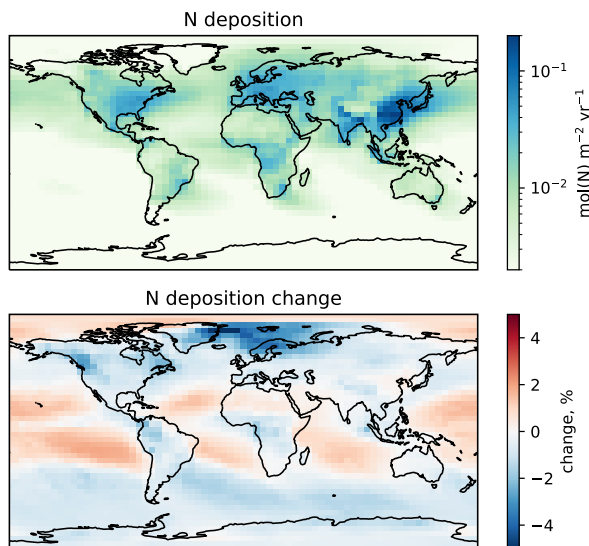 N deposition
10⁻¹
10⁻²
mol(N) m⁻² yr⁻¹
N deposition change
4
2
0
−2
−4
change, %